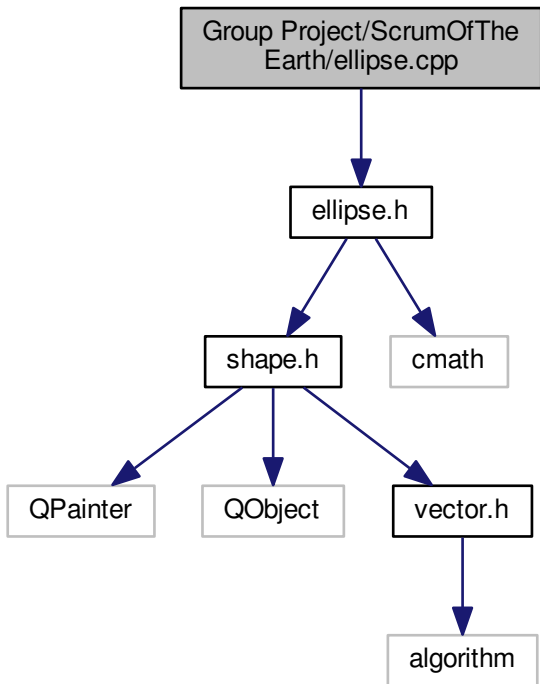 Group Project/ScrumOfThe
Earth/ellipse.cpp
ellipse.h
shape.h
cmath
QPainter
QObject
vector.h
algorithm